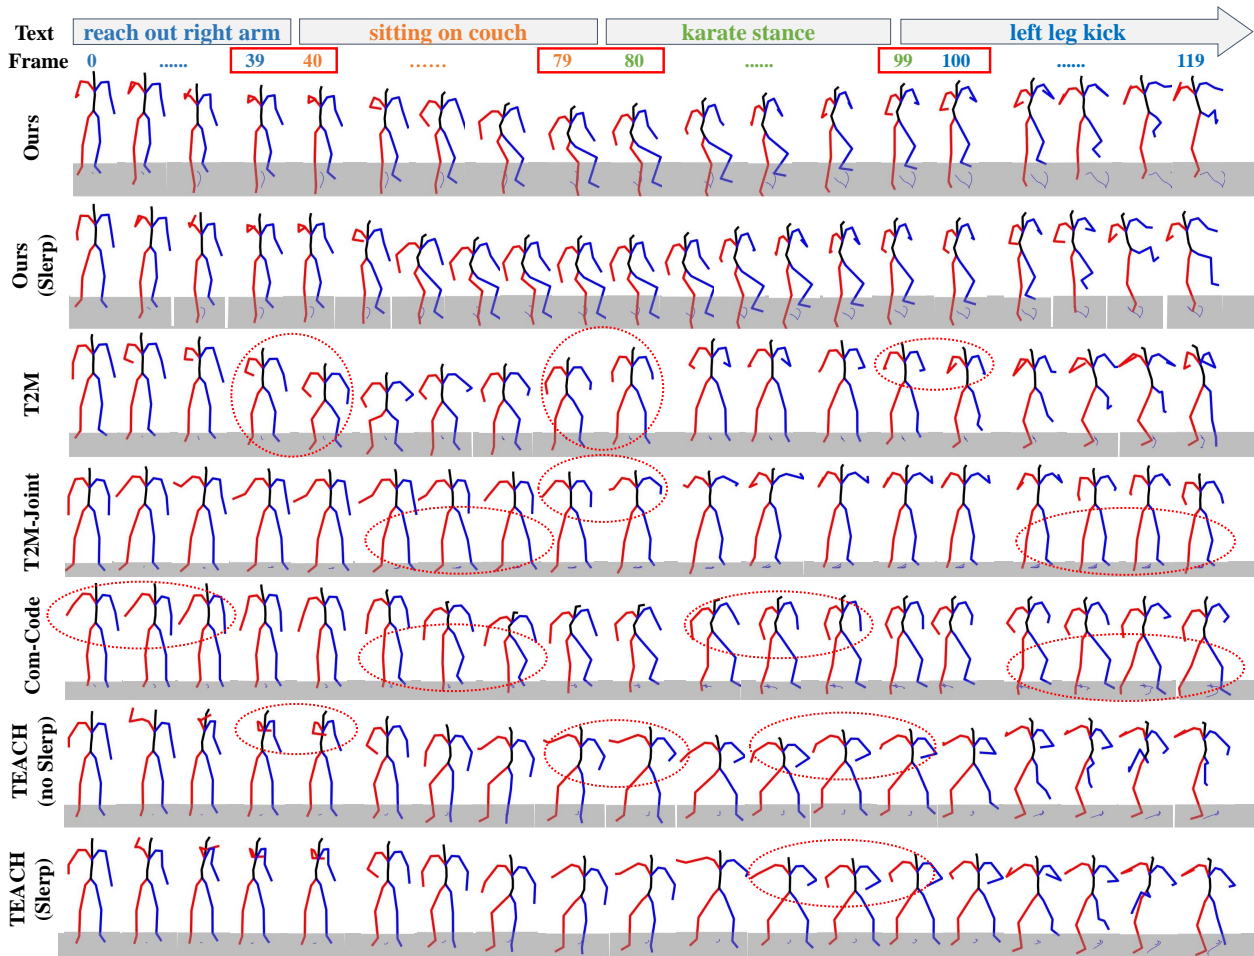 Text reach out right arm sitting on couch karate stance left leg kick
Frame 0 ...... 39 40 ...... 79 80 ...... 99 100 ...... 119
Ours
Ours
(Slerp)
T2M
T2M-Joint
Com-Code
TEACH
(no Slerp)
TEACH
(Slerp)